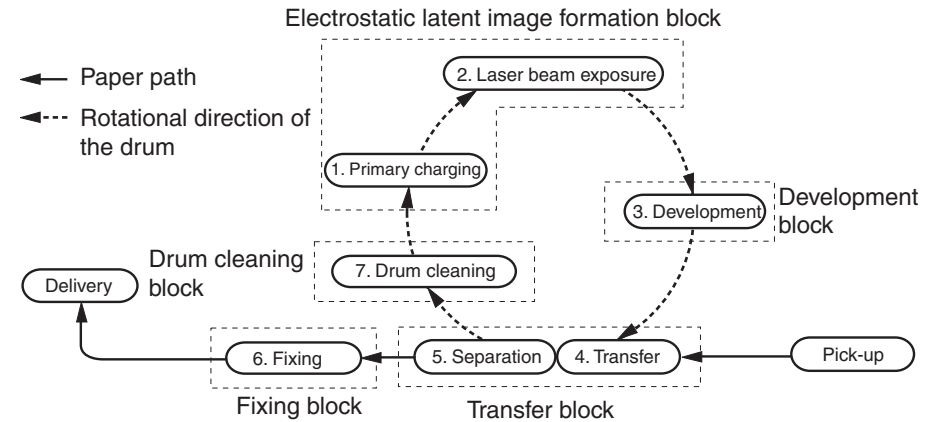 Electrostatic latent image formation block
Paper path
Rotational direction of
the drum
2. Laser beam exposure
1. Primary charging
3. Development
Development
block
Drum cleaning
block
7. Drum cleaning
Delivery
6. Fixing
5. Separation
4. Transfer
Pick-up
Fixing block
Transfer block